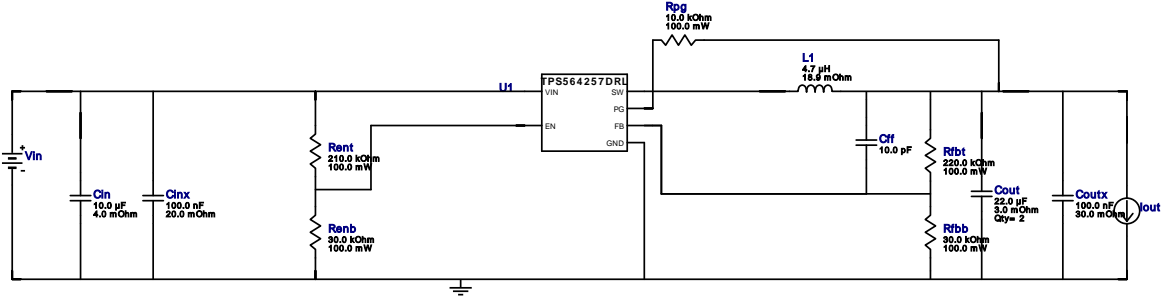 Rpg
10.0 kOhm
100.0 mW
L1
4.7 µH
18.9 mOhm
U1
TPS564257DRL
VIN
SW
PG
EN
FB
GND
Vin
+
-
Cin
10.0 µF
4.0 mOhm
Cinx
100.0 nF
20.0 mOhm
Rent
210.0 kOhm
100.0 mW
Renb
30.0 kOhm
100.0 mW
Cff
10.0 pF
Rfbt
220.0 kOhm
100.0 mW
Rfbb
30.0 kOhm
100.0 mW
Cout
22.0 µF
3.0 mOhm
Qty= 2
Coutx
100.0 nF
30.0 mOhm
Iout